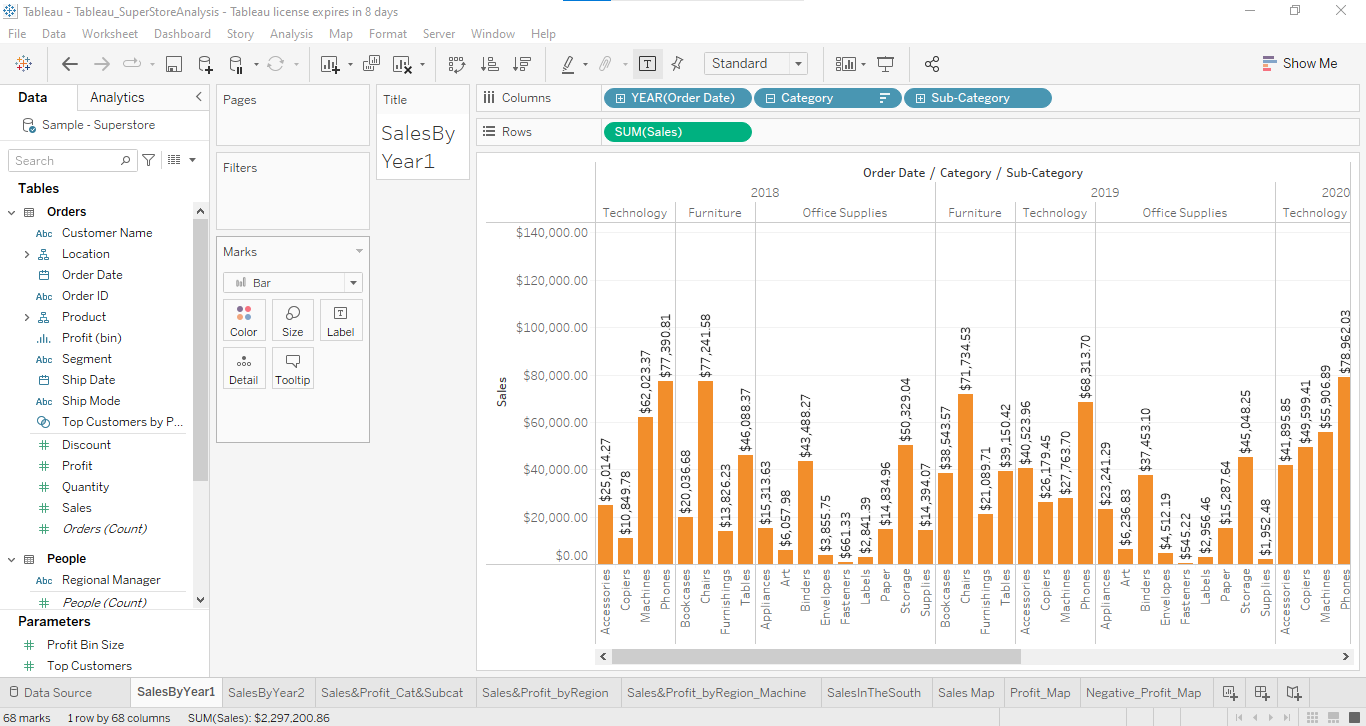 Tableau - Tableau_SuperStoreAnalysis - Tableau license expires in 8 days
File Data Worksheet Dashboard Story Analysis Map Format Server Window Help
Standard
Show Me
Data Analytics
Sample - Superstore
Search
Tables
Orders
Abc Customer Name
Location
Order Date
Abc Order ID
Product
Profit (bin)
Abc Segment
Ship Date
Abc Ship Mode
Top Customers by P...
Discount
Profit
Quantity
Sales
Orders (Count)
People
Abc Regional Manager
People (Count)
Parameters
Profit Bin Size
Top Customers
Pages
Filters
Marks
Bar
Color Size Label
Detail Tooltip
Title
SalesBy
Year1
Columns YEAR(Order Date) Category Sub-Category
Rows SUM(Sales)
Order Date / Category / Sub-Category
2018 2019 2020
Technology Furniture Office Supplies Furniture Technology Office Supplies Technology
Sales
$140,000.00
$120,000.00
$100,000.00
$80,000.00
$60,000.00
$40,000.00
$20,000.00
$0.00
$25,014.27 $10,849.78 $62,023.37 $77,390.81 $20,036.68 $77,241.58 $13,826.23 $46,088.37 $15,313.63 $6,057.98 $43,488.27 $3,855.75 $661.33 $2,841.39 $14,834.96 $50,329.04 $14,394.07 $38,543.57 $71,734.53 $21,089.71 $39,150.42 $40,523.96 $26,179.45 $27,763.70 $68,313.70 $23,241.29 $6,236.83 $37,453.10 $4,512.19 $545.22 $2,956.46 $15,287.64 $45,048.25 $1,952.48 $41,895.85 $49,599.41 $55,906.89 $78,962.03
Accessories Copiers Machines Phones Bookcases Chairs Furnishings Tables Appliances Art Binders Envelopes Fasteners Labels Paper Storage Supplies Bookcases Chairs Furnishings Tables Accessories Copiers Machines Phones Appliances Art Binders Envelopes Fasteners Labels Paper Storage Supplies Accessories Copiers Machines Phones
Data Source SalesByYear1 SalesByYear2 Sales&Profit_Cat&Subcat Sales&Profit_byRegion Sales&Profit_byRegion_Machine SalesInTheSouth Sales Map Profit_Map Negative_Profit_Map
68 marks 1 row by 68 columns SUM(Sales): $2,297,200.86